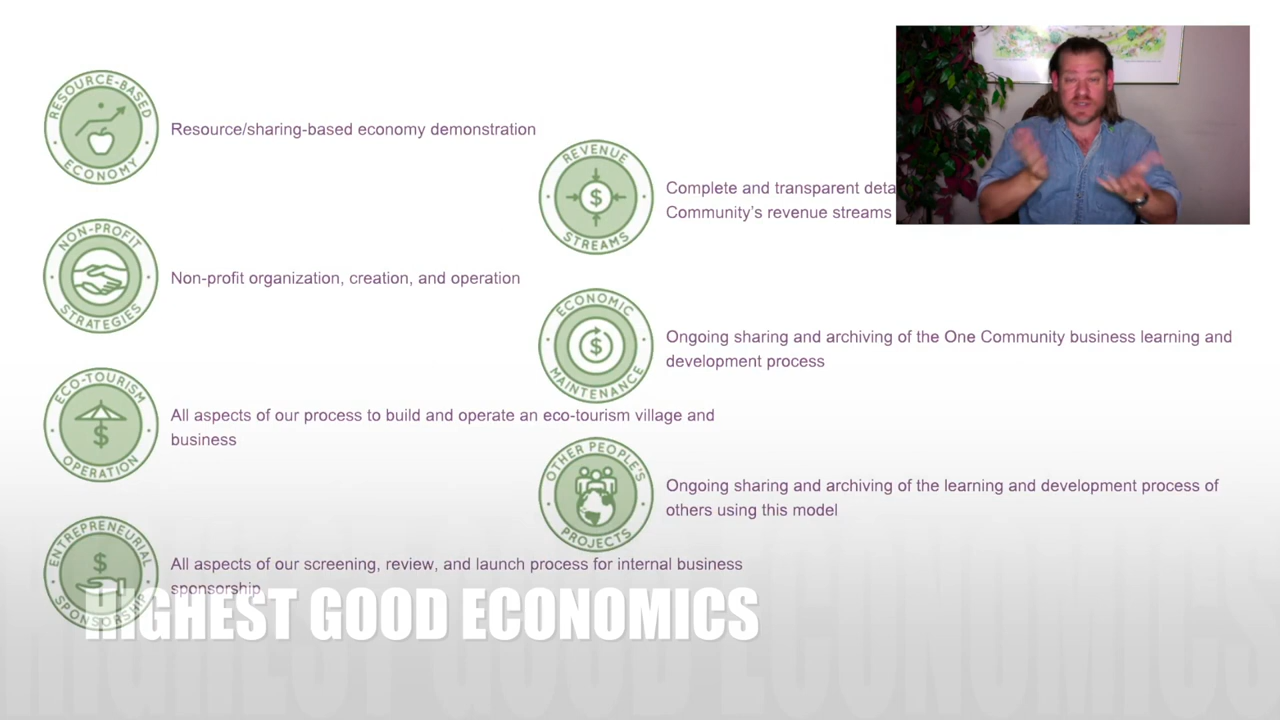 RESOURCE-BASED
ECONOMY
Resource/sharing-based economy demonstration
NON-PROFIT
STRATEGIES
Non-profit organization, creation, and operation
ECO-TOURISM
$
OPERATION
All aspects of our process to build and operate an eco-tourism village and
business
ENTREPRENEURIAL
$
SPONSORSHIP
All aspects of our screening, review, and launch process for internal business
sponsorship
REVENUE
$
STREAMS
Complete and transparent deta
Community's revenue streams
ECONOMIC
$
MAINTENANCE
Ongoing sharing and archiving of the One Community business learning and
development process
OTHER PEOPLE'S
PROJECTS
Ongoing sharing and archiving of the learning and development process of
others using this model
HIGHEST GOOD ECONOMICS
HIGHEST GOOD ECONOMICS